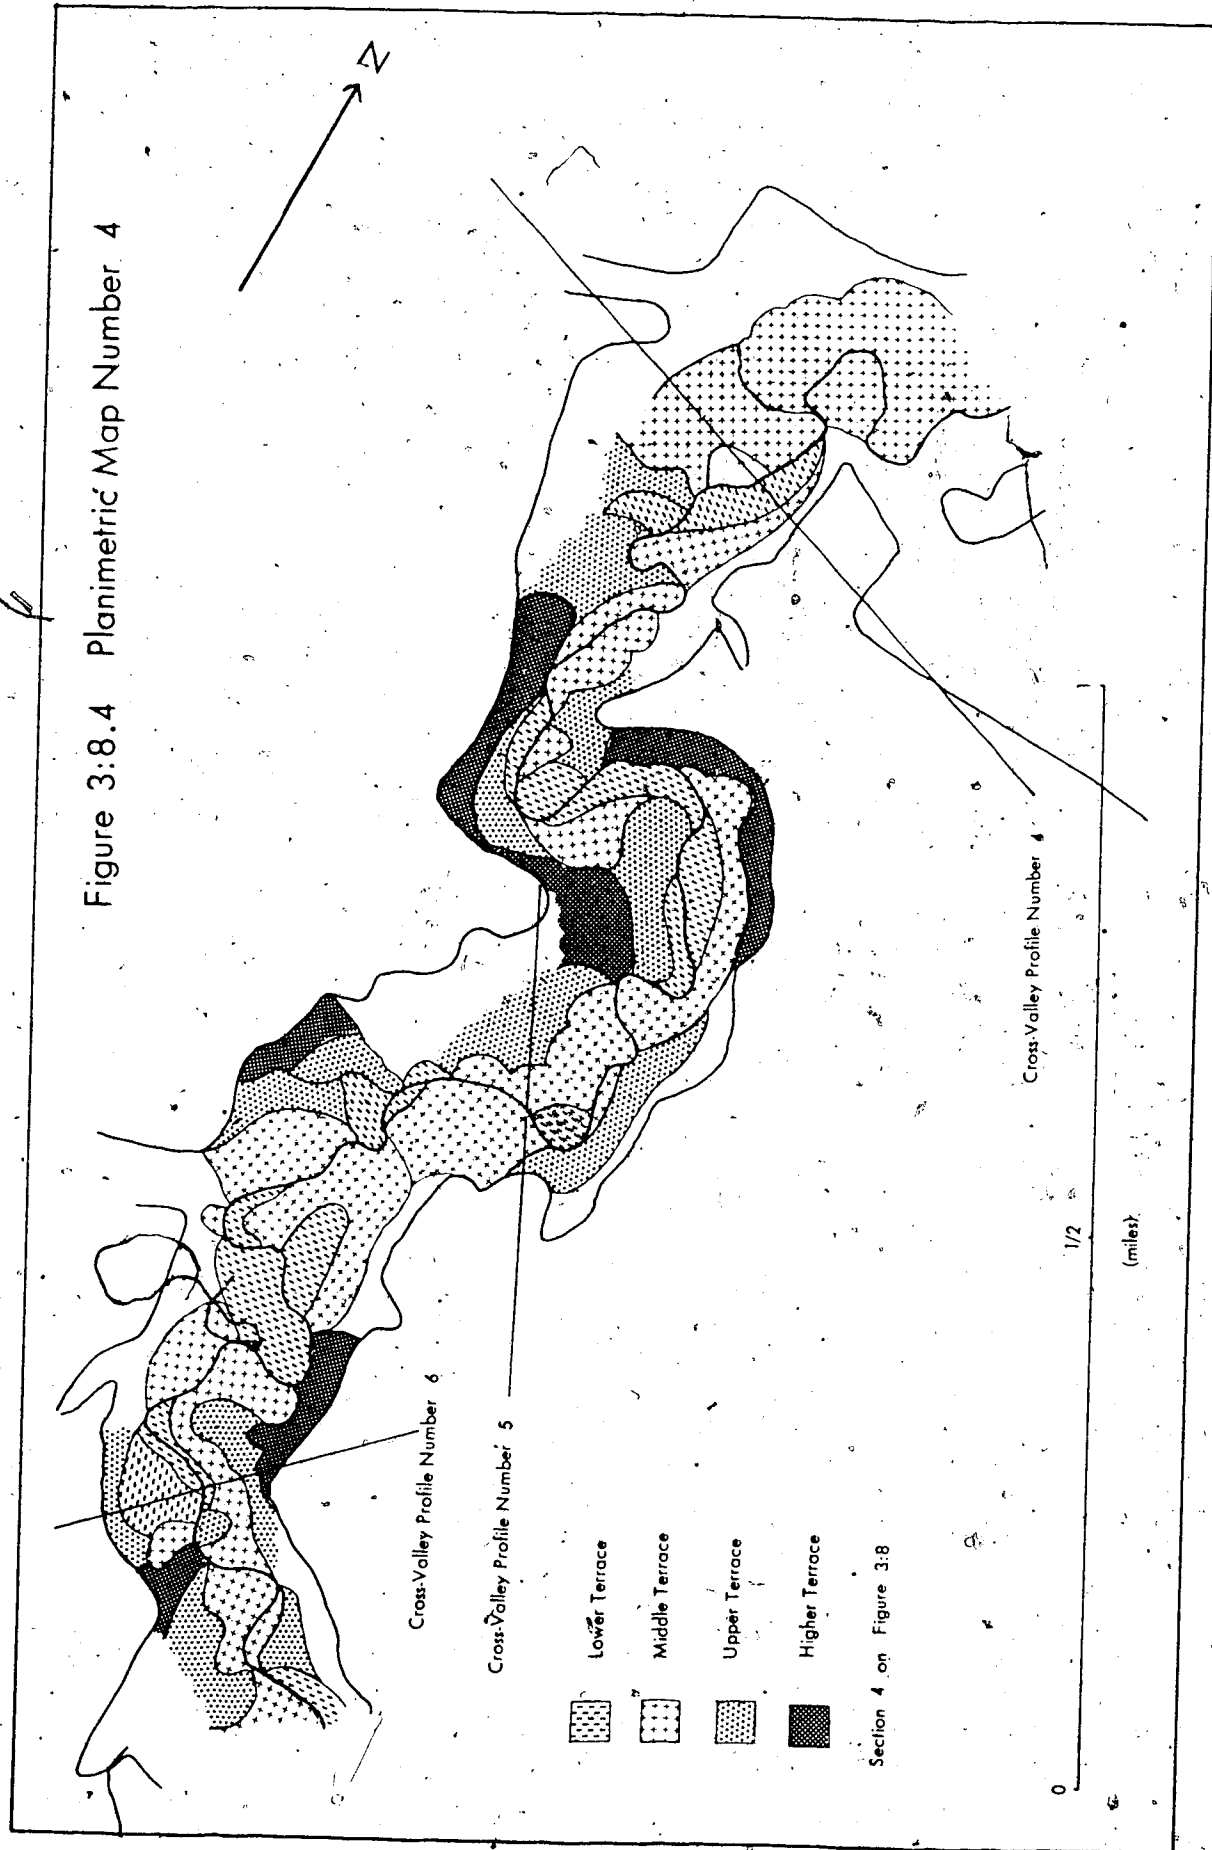 Figure 3:8.4 Planimetric Map Number 4
N
Cross-Valley Profile Number 6
Cross-Valley Profile Number 5
Cross-Valley Profile Number 4
Lower Terrace
Middle Terrace
Upper Terrace
Higher Terrace
Section 4 on Figure 3:8
0
1/2
1
(miles)